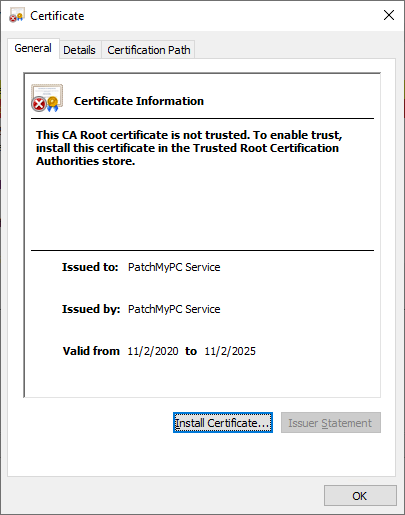 Certificate
General Details Certification Path
Certificate Information
This CA Root certificate is not trusted. To enable trust,
install this certificate in the Trusted Root Certification
Authorities store.
Issued to: PatchMyPC Service
Issued by: PatchMyPC Service
Valid from 11/2/2020 to 11/2/2025
Install Certificate... Issuer Statement
OK